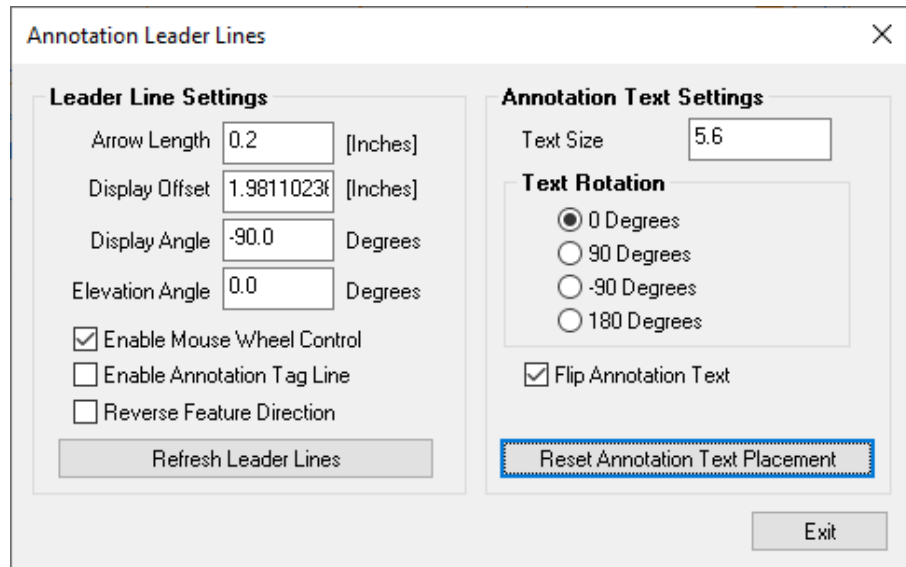 Annotation Leader Lines
Leader Line Settings
Arrow Length 0.2 [Inches]
Display Offset 1.98110236 [Inches]
Display Angle -90.0 Degrees
Elevation Angle 0.0 Degrees
Enable Mouse Wheel Control
Enable Annotation Tag Line
Reverse Feature Direction
Refresh Leader Lines
Annotation Text Settings
Text Size 5.6
Text Rotation
0 Degrees
90 Degrees
-90 Degrees
180 Degrees
Flip Annotation Text
Reset Annotation Text Placement
Exit